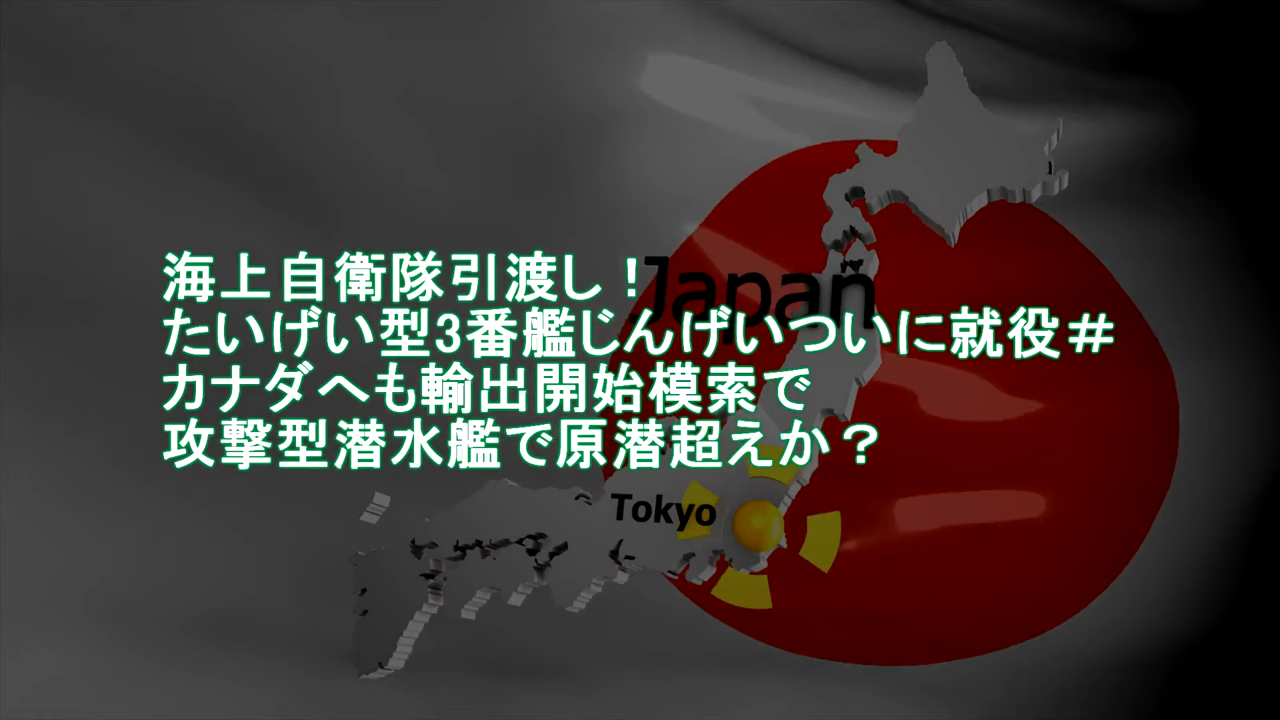 海上自衛隊引渡し！
たいげい型3番艦じんげいついに就役＃
カナダへも輸出開始模索で
攻撃型潜水艦で原潜超えか？
Japan
Tokyo